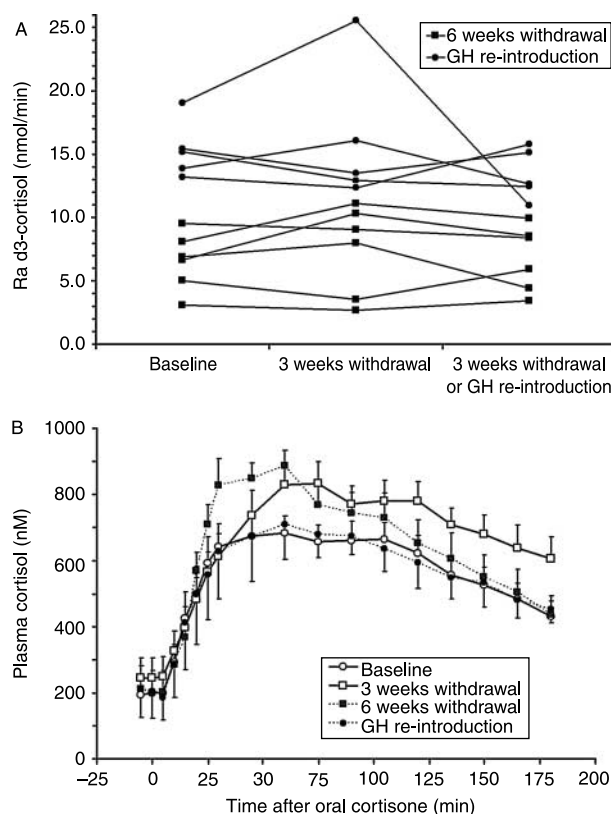 A
Ra d3-cortisol (nmol/min)
25.0
20.0
15.0
10.0
5.0
0.0
6 weeks withdrawal
GH re-introduction
Baseline
3 weeks withdrawal
3 weeks withdrawal
or GH re-introduction
B
Plasma cortisol (nM)
1000
800
600
400
200
0
Baseline
3 weeks withdrawal
6 weeks withdrawal
GH re-introduction
−25 0 25 30 75 100 105 150 175 200
Time after oral cortisone (min)